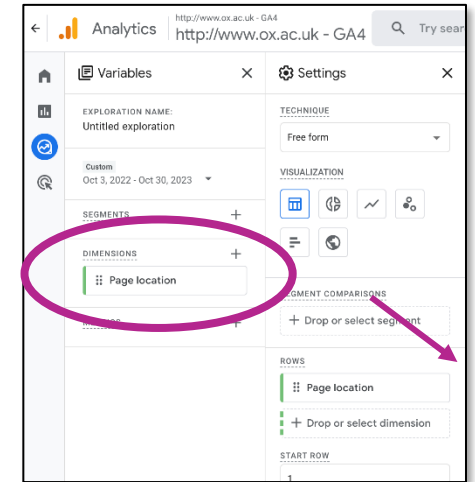 Analytics
http://www.ox.ac.uk - GA4
http://www.ox.ac.uk - GA4
Try sear
Variables
EXPLORATION NAME:
Untitled exploration
Custom
Oct 3, 2022 - Oct 30, 2023
SEGMENTS
DIMENSIONS
Page location
Settings
TECHNIQUE
Free form
VISUALIZATION
SEGMENT COMPARISONS
Drop or select segment
ROWS
Page location
Drop or select dimension
START ROW
1